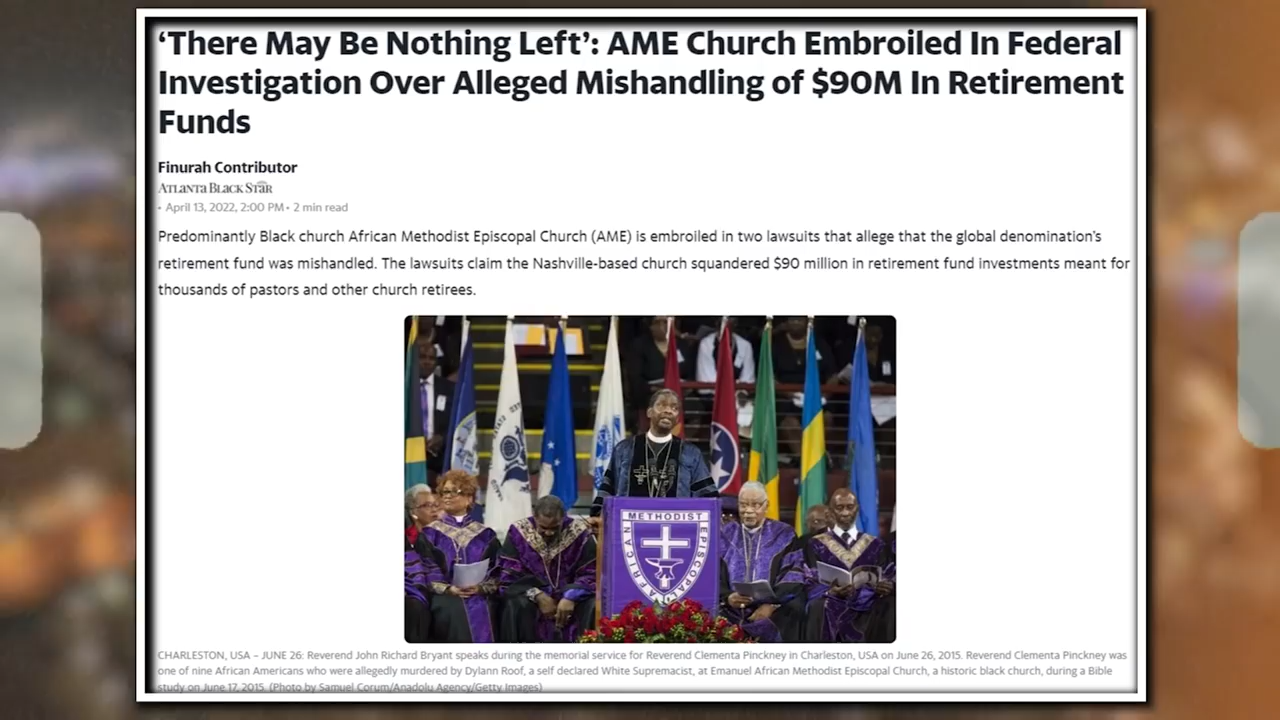 ‘There May Be Nothing Left’: AME Church Embroiled In Federal
Investigation Over Alleged Mishandling of $90M In Retirement
Funds
Finurah Contributor
ATLANTA BLACK STAR
• April 13, 2022, 2:00 PM • 2 min read
Predominantly Black church African Methodist Episcopal Church (AME) is embroiled in two lawsuits that allege that the global denomination's
retirement fund was mishandled. The lawsuits claim the Nashville-based church squandered $90 million in retirement fund investments meant for
thousands of pastors and other church retirees.
METHODIST
AFRICAN
EPISCOPAL
CHARLESTON, USA – JUNE 26: Reverend John Richard Bryant speaks during the memorial service for Reverend Clementa Pinckney in Charleston, USA on June 26, 2015. Reverend Clementa Pinckney was
one of nine African Americans who were allegedly murdered by Dylann Roof, a self declared White Supremacist, at Emanuel African Methodist Episcopal Church, a historic black church, during a Bible
study on June 17, 2015. (Photo by Samuel Corum/Anadolu Agency/Getty Images)